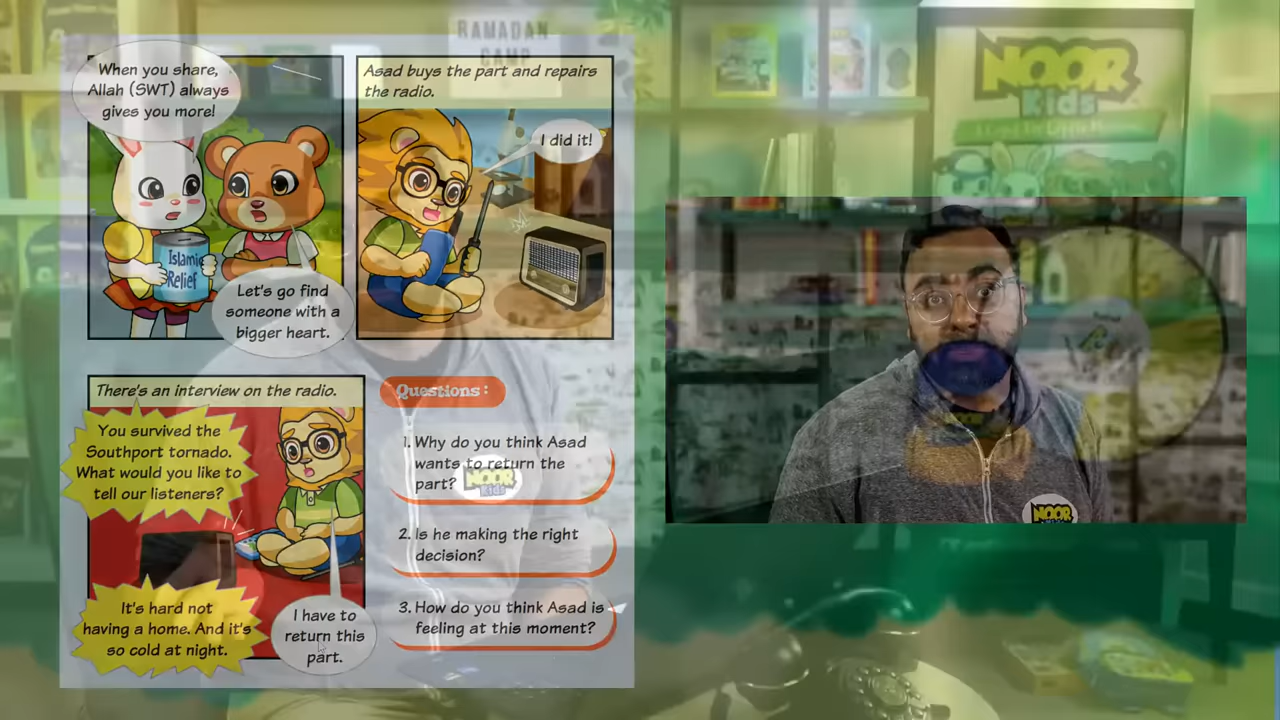 RAMADAN
CAMP
When you share,
Allah (SWT) always
gives you more!
Islamic
Relief
Let's go find
someone with a
bigger heart.
Asad buys the part and repairs
the radio.
I did it!
There's an interview on the radio.
You survived the
Southport tornado.
What would you like to
tell our listeners?
It's hard not
having a home. And it's
so cold at night.
I have to
return this
part.
Questions:
1. Why do you think Asad
wants to return the
part?
2. Is he making the right
decision?
3. How do you think Asad is
feeling at this moment?
NOOR
Kids
NOOR
Kids
NOOR